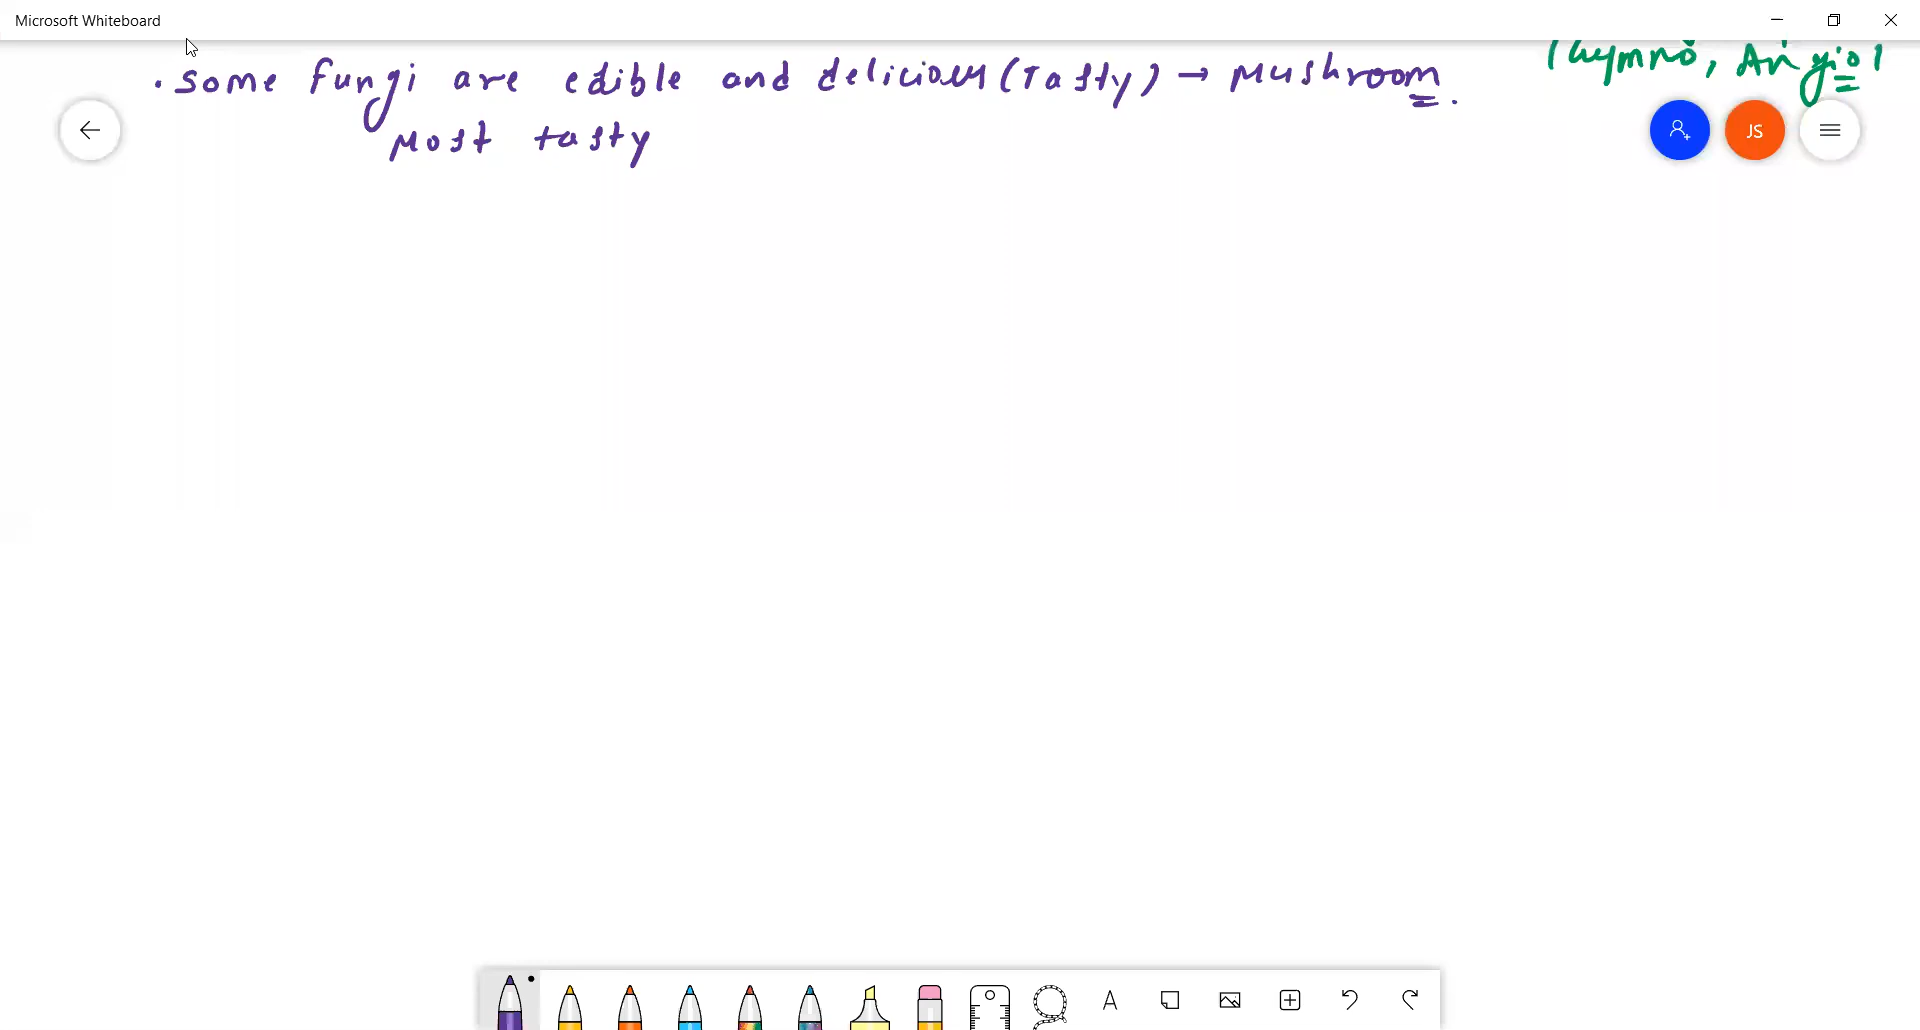 Microsoft Whiteboard
. some fungi are edible and delicious (Tasty) → Mushroom.
Most tasty
JS